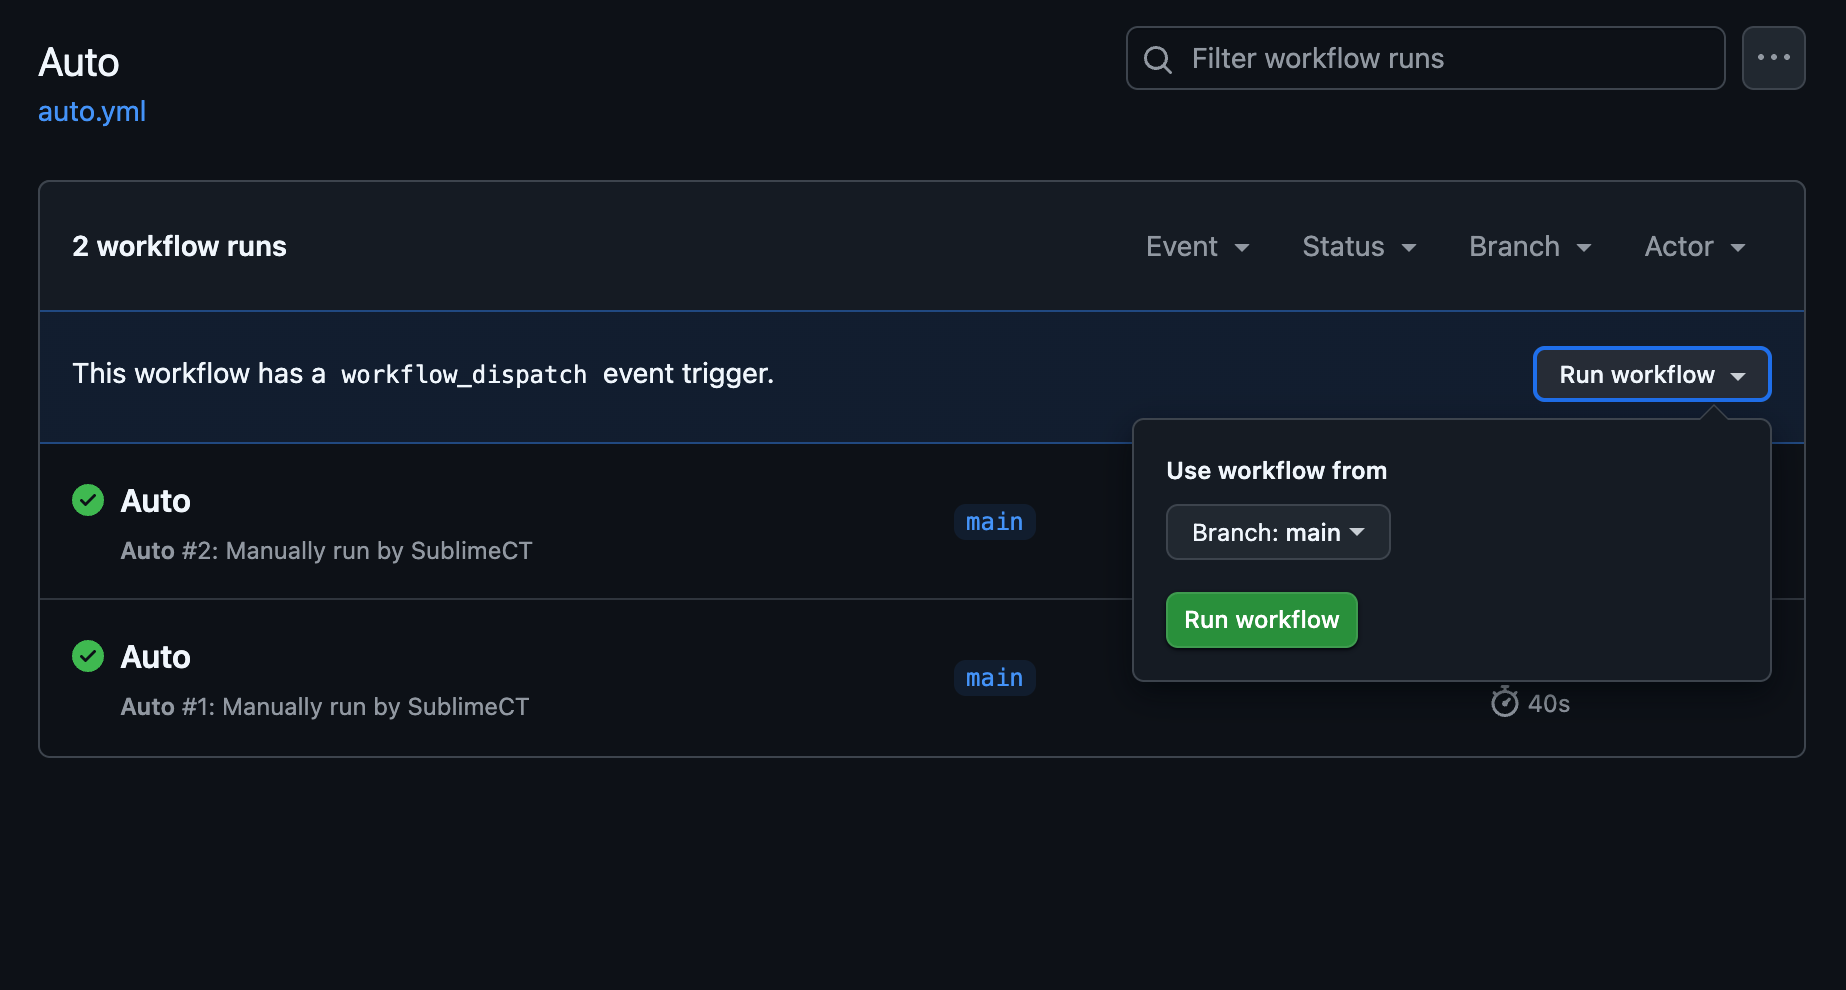 Auto
Filter workflow runs
auto.yml
2 workflow runs
Event
Status
Branch
Actor
This workflow has a workflow_dispatch event trigger.
Run workflow
Use workflow from
Branch: main
Run workflow
Auto
main
Auto #2: Manually run by SublimeCT
Auto
main
Auto #1: Manually run by SublimeCT
40s